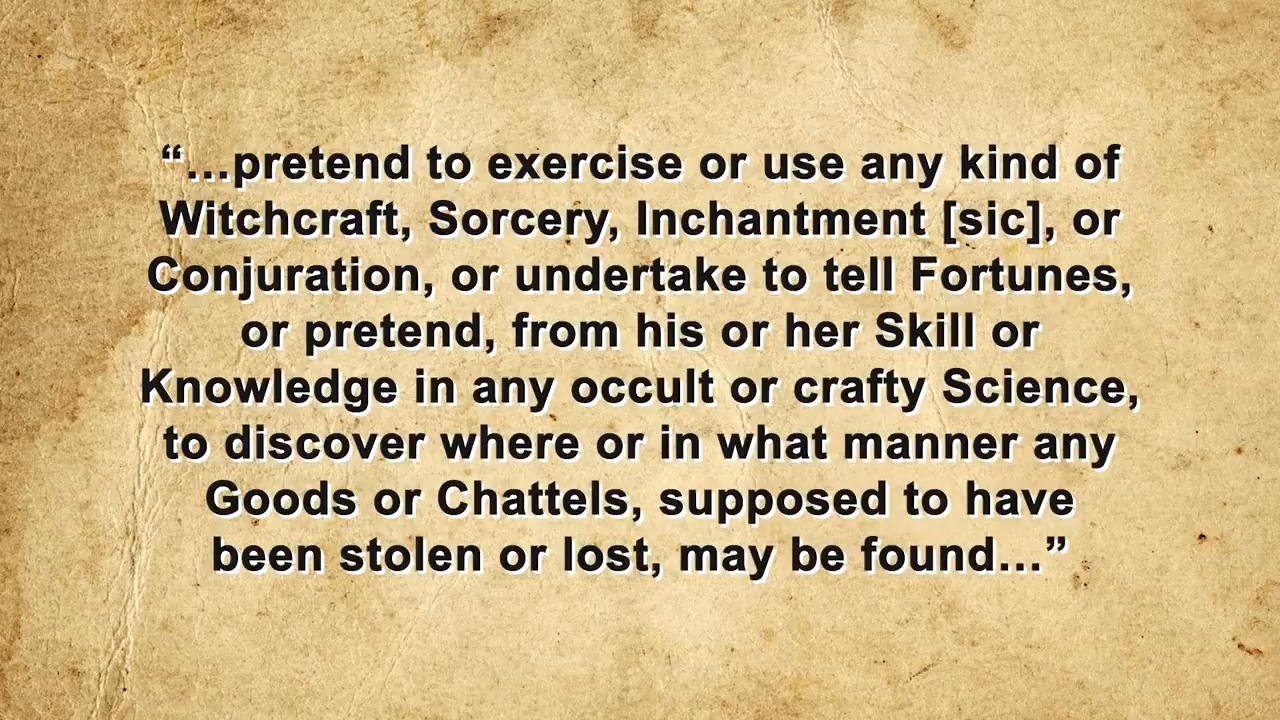 “...pretend to exercise or use any kind of
Witchcraft, Sorcery, Inchantment [sic], or
Conjuration, or undertake to tell Fortunes,
or pretend, from his or her Skill or
Knowledge in any occult or crafty Science,
to discover where or in what manner any
Goods or Chattels, supposed to have
been stolen or lost, may be found...”